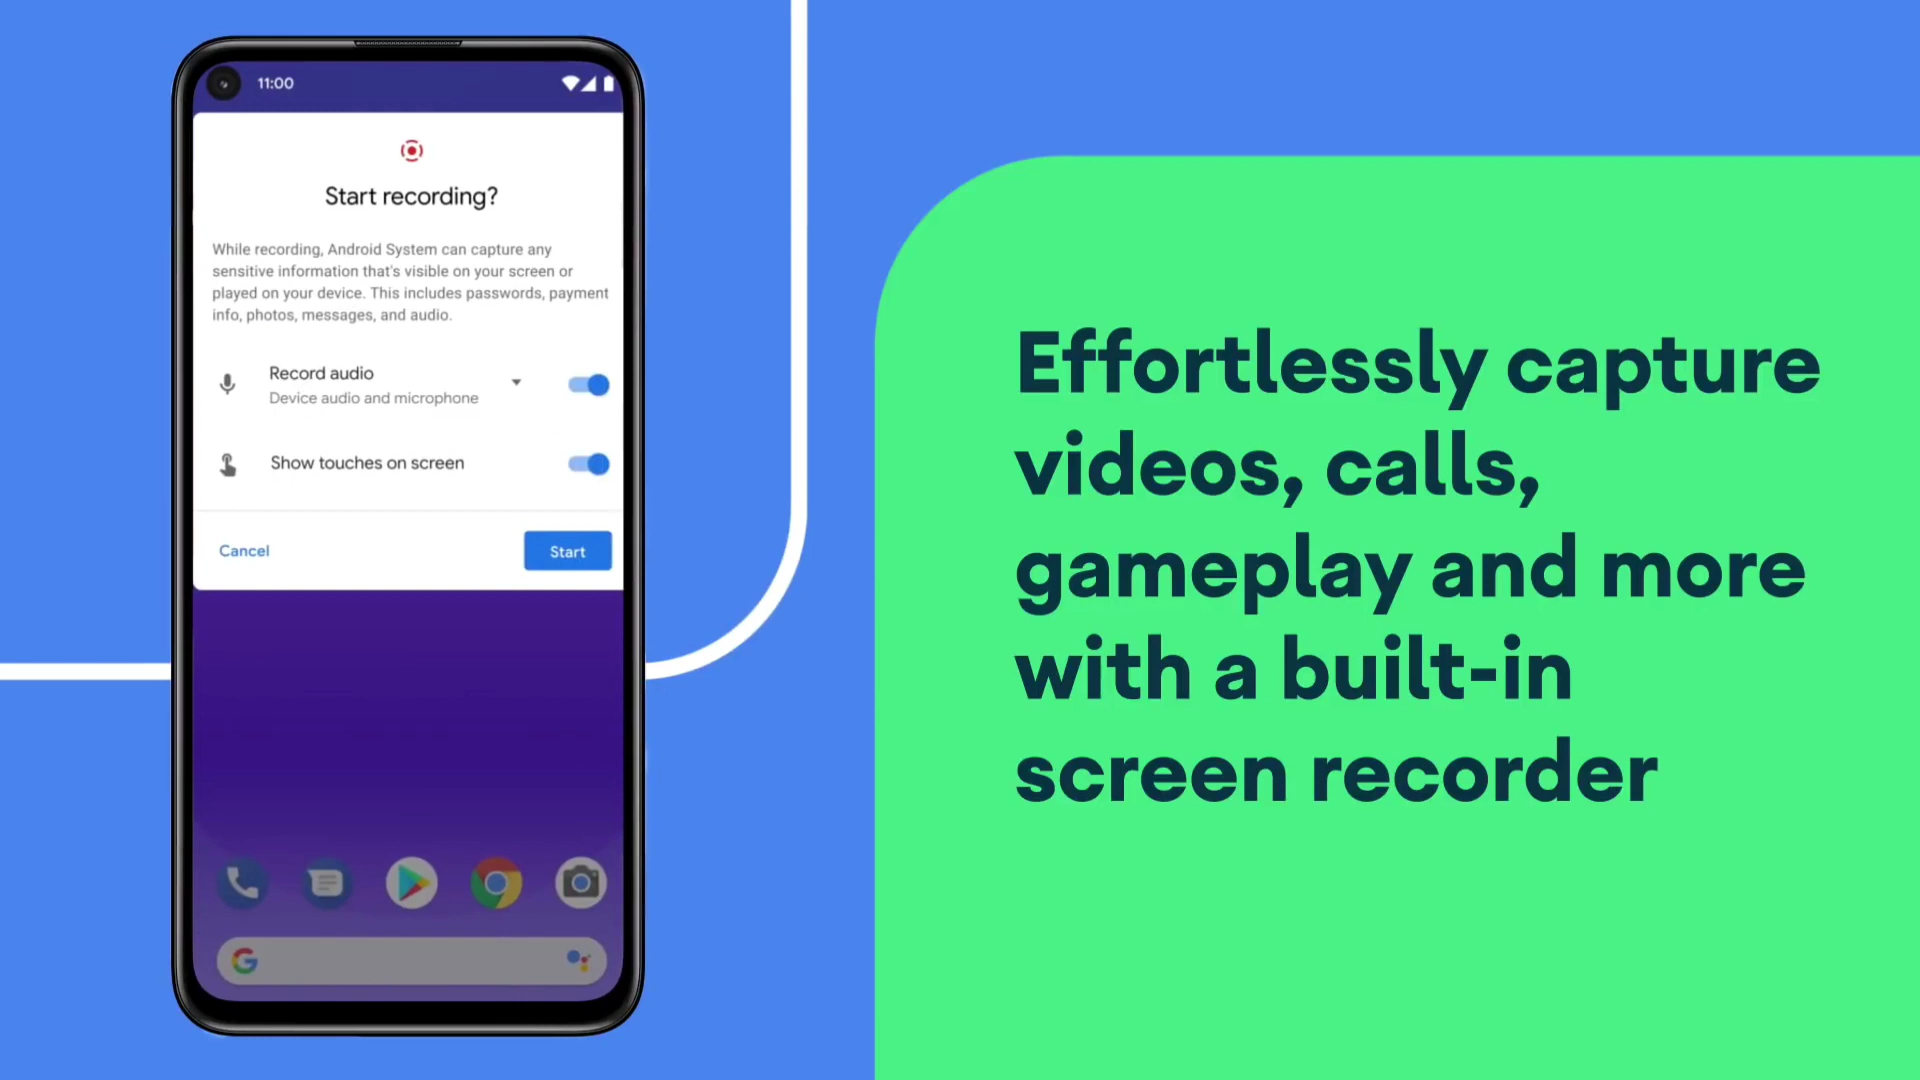 11:00
Start recording?
While recording, Android System can capture any
sensitive information that's visible on your screen or
played on your device. This includes passwords, payment
info, photos, messages, and audio.
Record audio
Device audio and microphone
Show touches on screen
Cancel
Start
Effortlessly capture
videos, calls,
gameplay and more
with a built-in
screen recorder